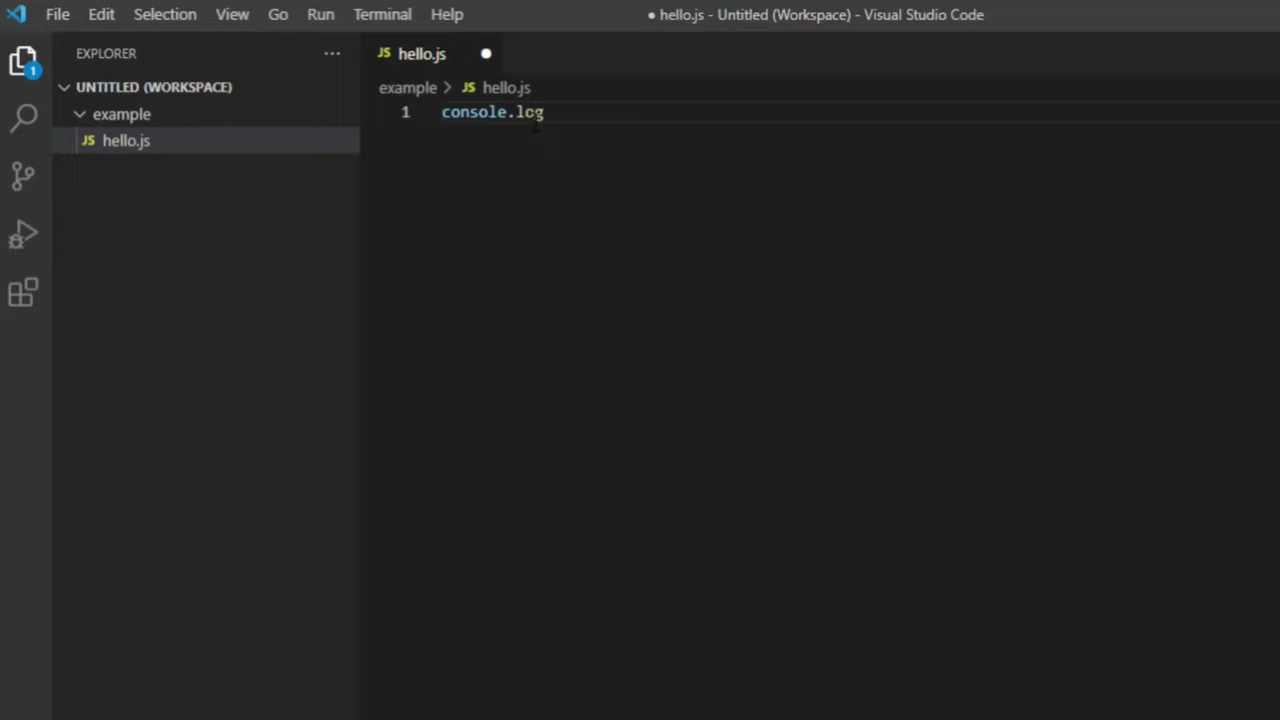 File Edit Selection View Go Run Terminal Help
● hello.js - Untitled (Workspace) - Visual Studio Code
EXPLORER ...
1
UNTITLED (WORKSPACE)
example
JS hello.js
JS hello.js
example > JS hello.js
1 console.log